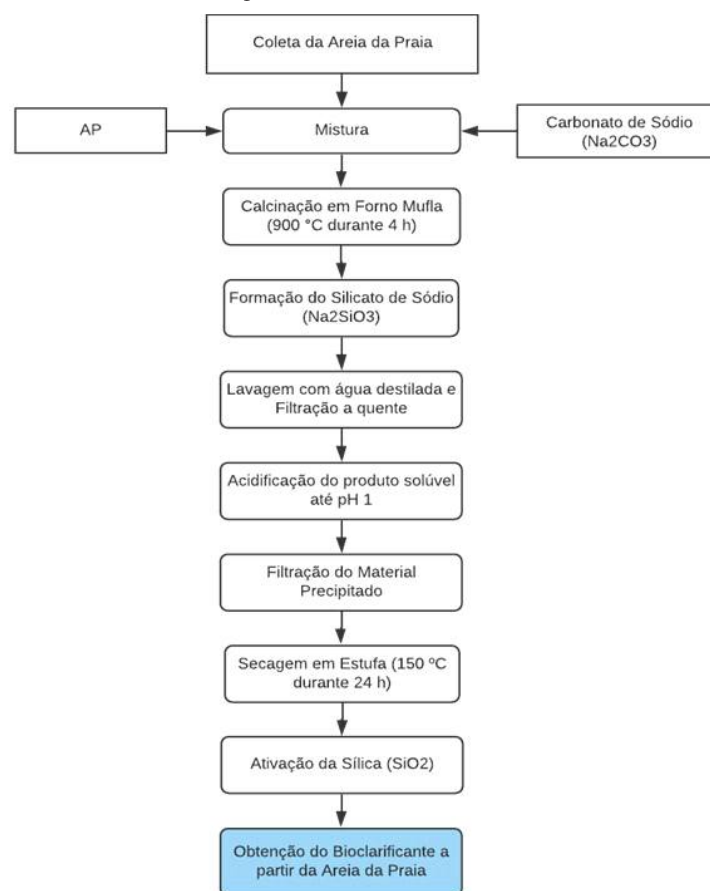 Coleta da Areia da Praia
AP
Mistura
Carbonato de Sódio
(Na2CO3)
Calcinação em Forno Mufla
(900 °C durante 4 h)
Formação do Silicato de Sódio
(Na2SiO3)
Lavagem com água destilada e
Filtração a quente
Acidificação do produto solúvel
até pH 1
Filtração do Material
Precipitado
Secagem em Estufa (150 ºC
durante 24 h)
Ativação da Sílica (SiO2)
Obtenção do Bioclarificante a
partir da Areia da Praia